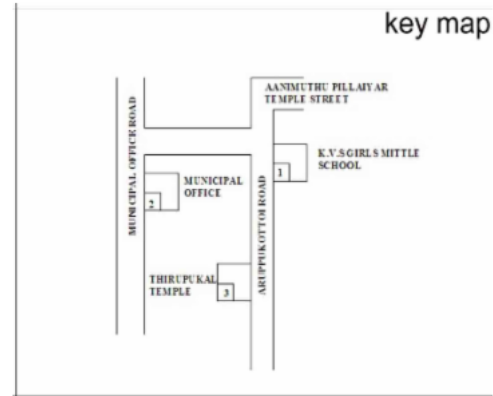 key map
AANIMUTHU PILLAIYAR
TEMPLE STREET
MUNICIPAL OFFICE ROAD
K.V.S GIRLS MITTLE
SCHOOL
1
MUNICIPAL
OFFICE
2
ARUPPUKOTTOI ROAD
THIRUPUKAL
TEMPLE
3